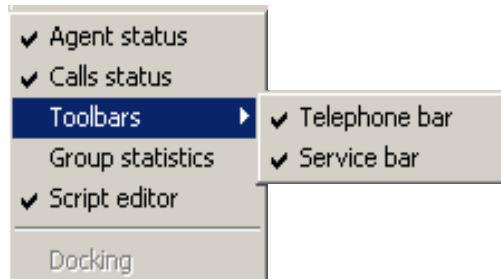 Agent status
Calls status
Toolbars
Telephone bar
Group statistics
Service bar
Script editor
Docking